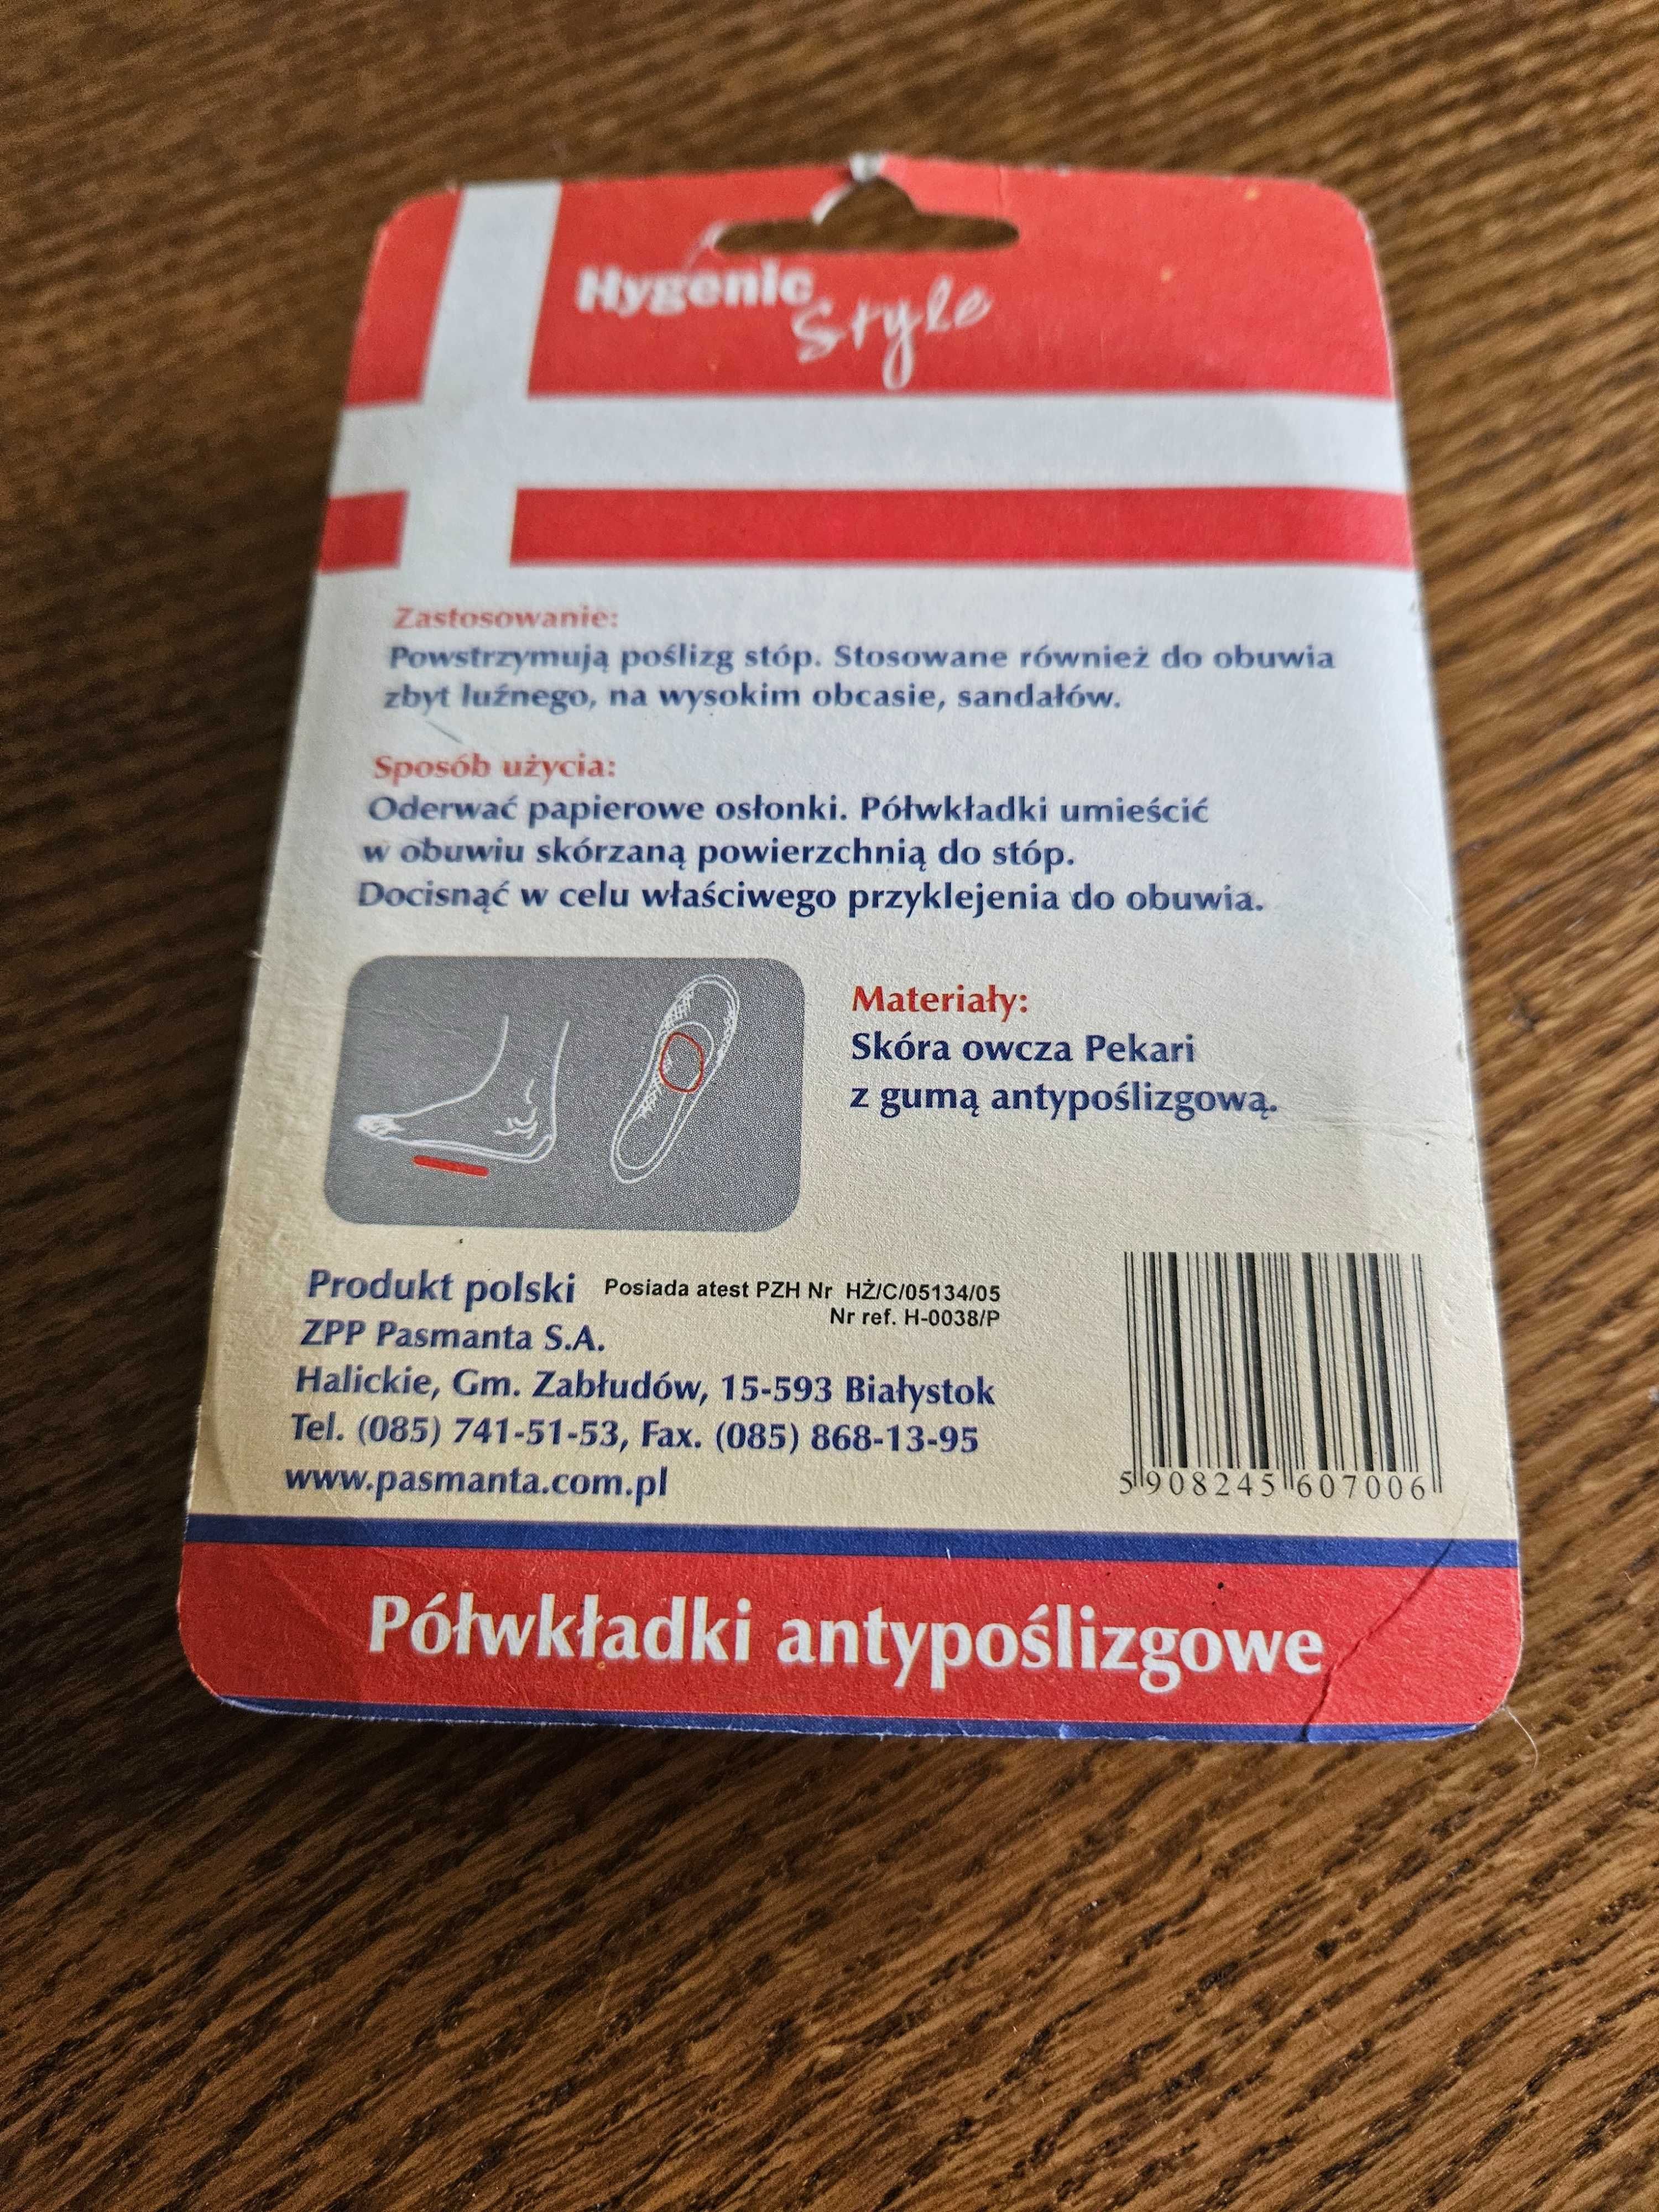 Hygenic
Style
Zastosowanie:
Powstrzymują poślizg stóp. Stosowane również do obuwia
zbyt luźnego, na wysokim obcasie, sandałów.
Sposób użycia:
Oderwać papierowe osłonki. Półwkładki umieścić
w obuwiu skórzaną powierzchnią do stóp.
Docisnąć w celu właściwego przyklejenia do obuwia.
Materiały:
Skóra owcza Pekari
z gumą antypoślizgową.
Produkt polski
Posiada atest PZH Nr HŻ/C/05134/05
Nr ref. H-0038/P
ZPP Pasmanta S.A.
Halickie, Gm. Zabłudów, 15-593 Białystok
Tel. (085) 741-51-53, Fax. (085) 868-13-95
www.pasmanta.com.pl
5 908245 607006
Półwkładki antypoślizgowe